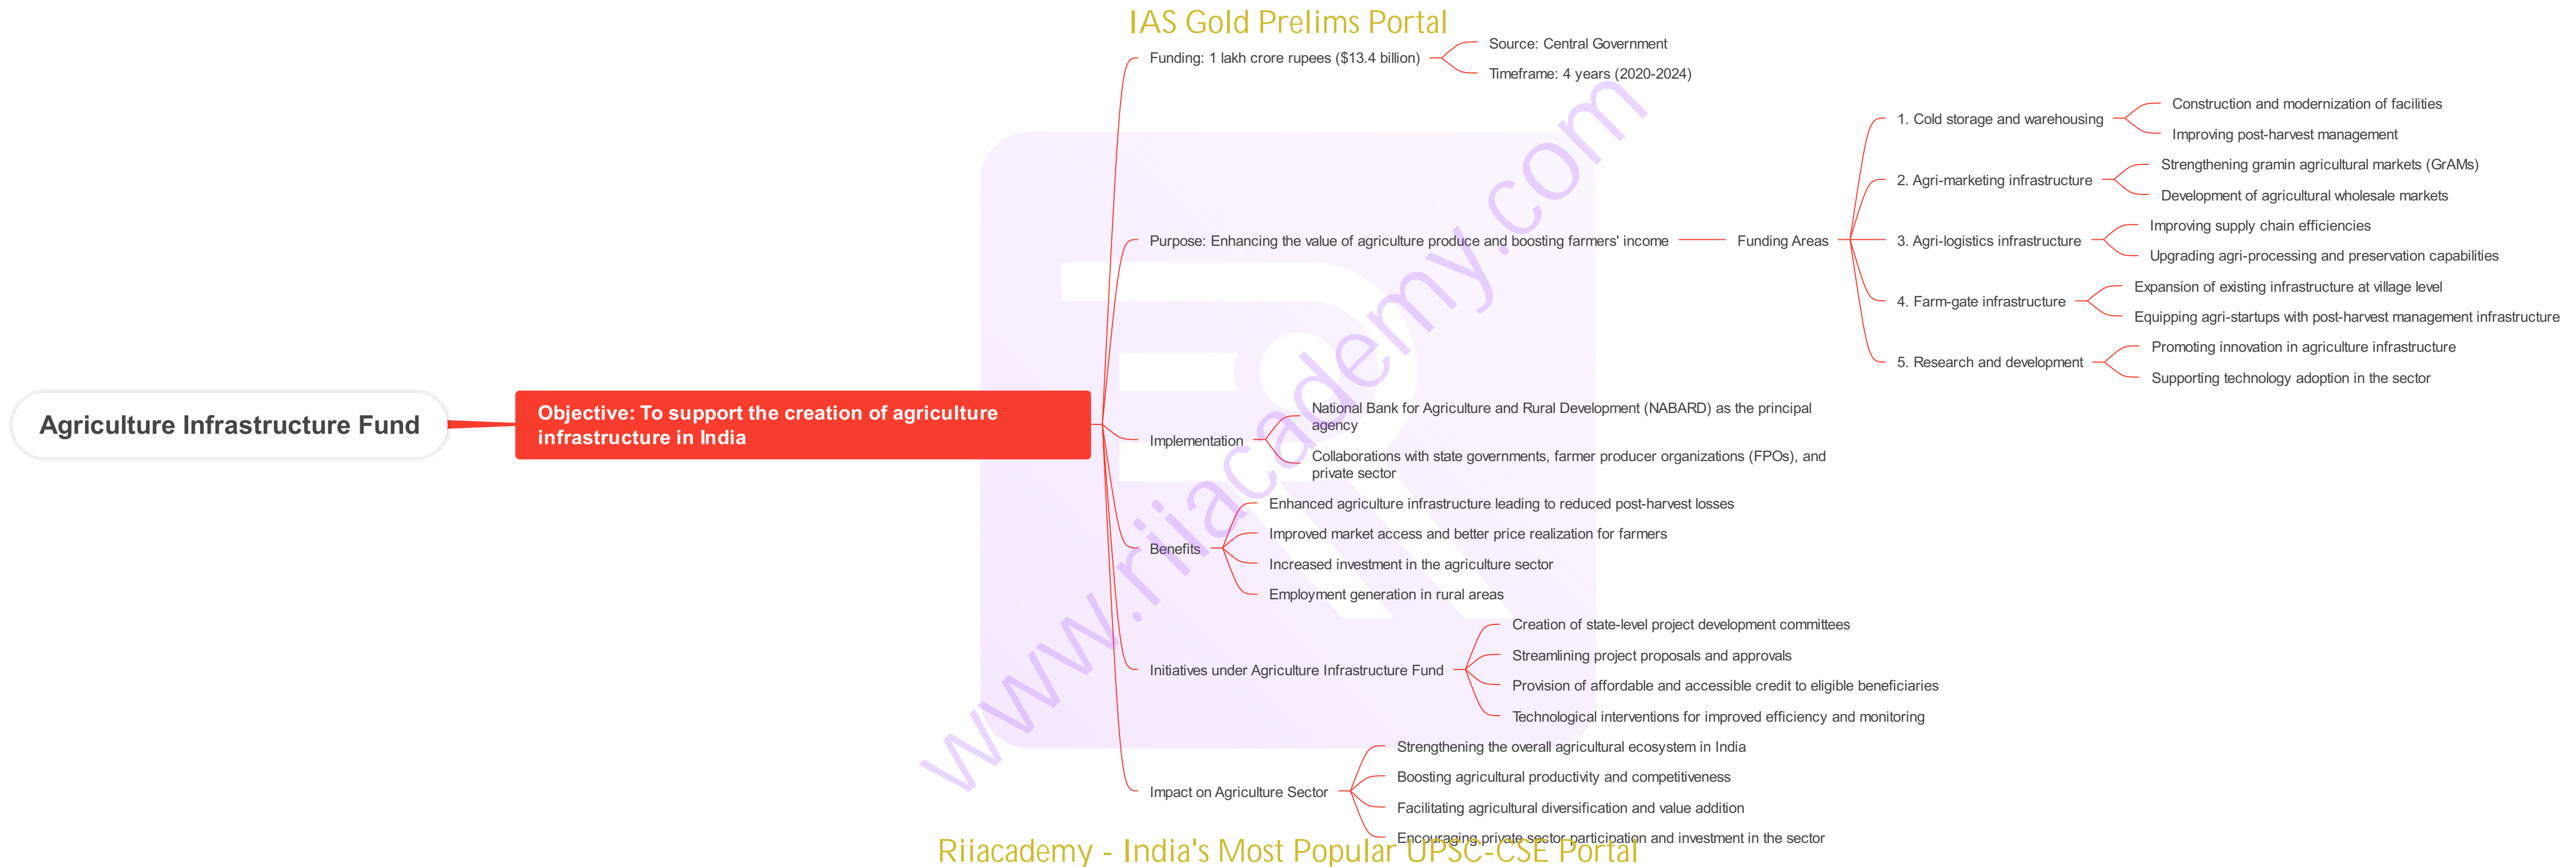 IAS Gold Prelims Portal
Agriculture Infrastructure Fund
Objective: To support the creation of agriculture
infrastructure in India
Funding: 1 lakh crore rupees ($13.4 billion)
Source: Central Government
Timeframe: 4 years (2020-2024)
Purpose: Enhancing the value of agriculture produce and boosting farmers' income
Funding Areas
1. Cold storage and warehousing
Construction and modernization of facilities
Improving post-harvest management
2. Agri-marketing infrastructure
Strengthening gramin agricultural markets (GrAMs)
Development of agricultural wholesale markets
3. Agri-logistics infrastructure
Improving supply chain efficiencies
Upgrading agri-processing and preservation capabilities
4. Farm-gate infrastructure
Expansion of existing infrastructure at village level
Equipping agri-startups with post-harvest management infrastructure
5. Research and development
Promoting innovation in agriculture infrastructure
Supporting technology adoption in the sector
Implementation
National Bank for Agriculture and Rural Development (NABARD) as the principal
agency
Collaborations with state governments, farmer producer organizations (FPOs), and
private sector
Benefits
Enhanced agriculture infrastructure leading to reduced post-harvest losses
Improved market access and better price realization for farmers
Increased investment in the agriculture sector
Employment generation in rural areas
Initiatives under Agriculture Infrastructure Fund
Creation of state-level project development committees
Streamlining project proposals and approvals
Provision of affordable and accessible credit to eligible beneficiaries
Technological interventions for improved efficiency and monitoring
Impact on Agriculture Sector
Strengthening the overall agricultural ecosystem in India
Boosting agricultural productivity and competitiveness
Facilitating agricultural diversification and value addition
Encouraging private sector participation and investment in the sector
www.riiacademy.com
Riiacademy - India's Most Popular UPSC-CSE Portal